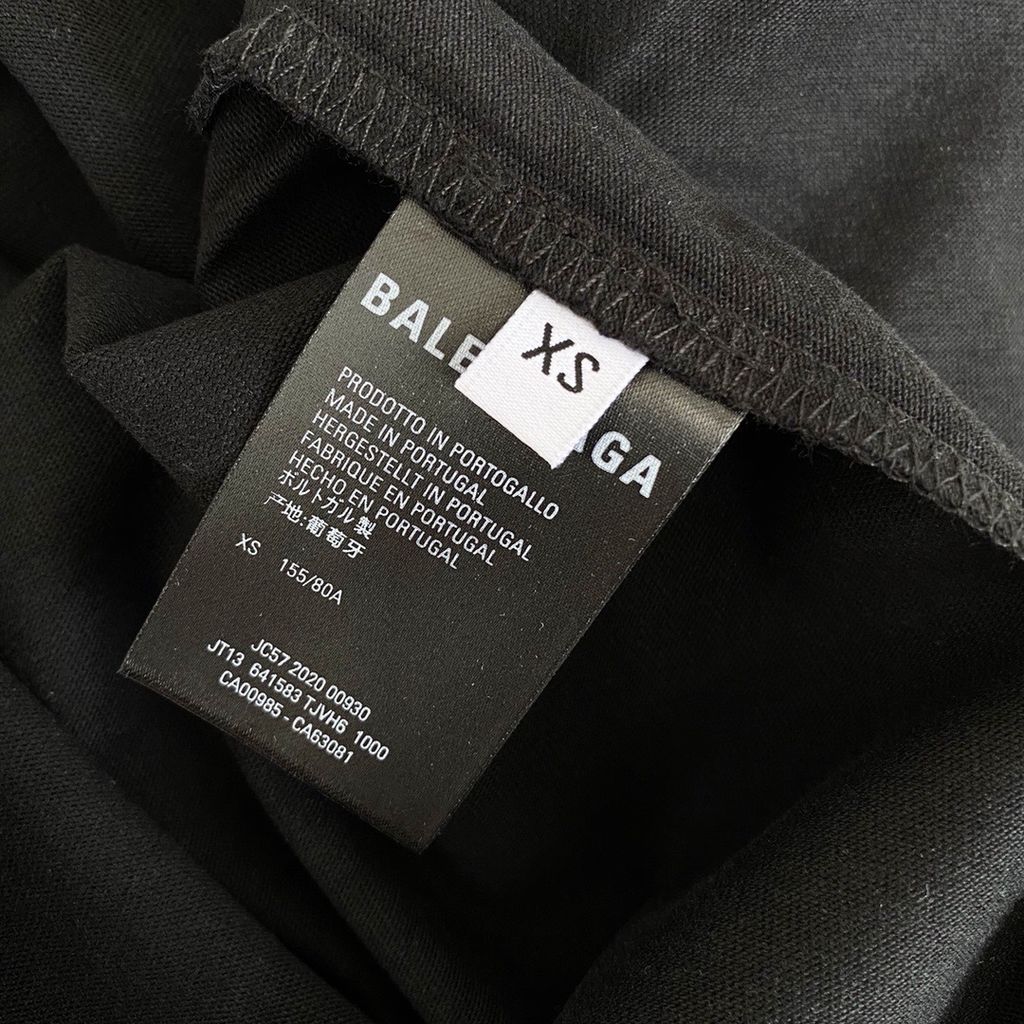 BALE
XS
GA
PRODOTTO IN PORTOGALLO
MADE IN PORTUGAL
HERGESTELLT IN PORTUGAL
FABRIQUE EN PORTUGAL
HECHO EN PORTUGAL
ポルトガル製
产地:葡萄牙
XS 155/80A
JC57 2020 00930
JT13 641583 TJVH6 1000
CA00985 - CA63081